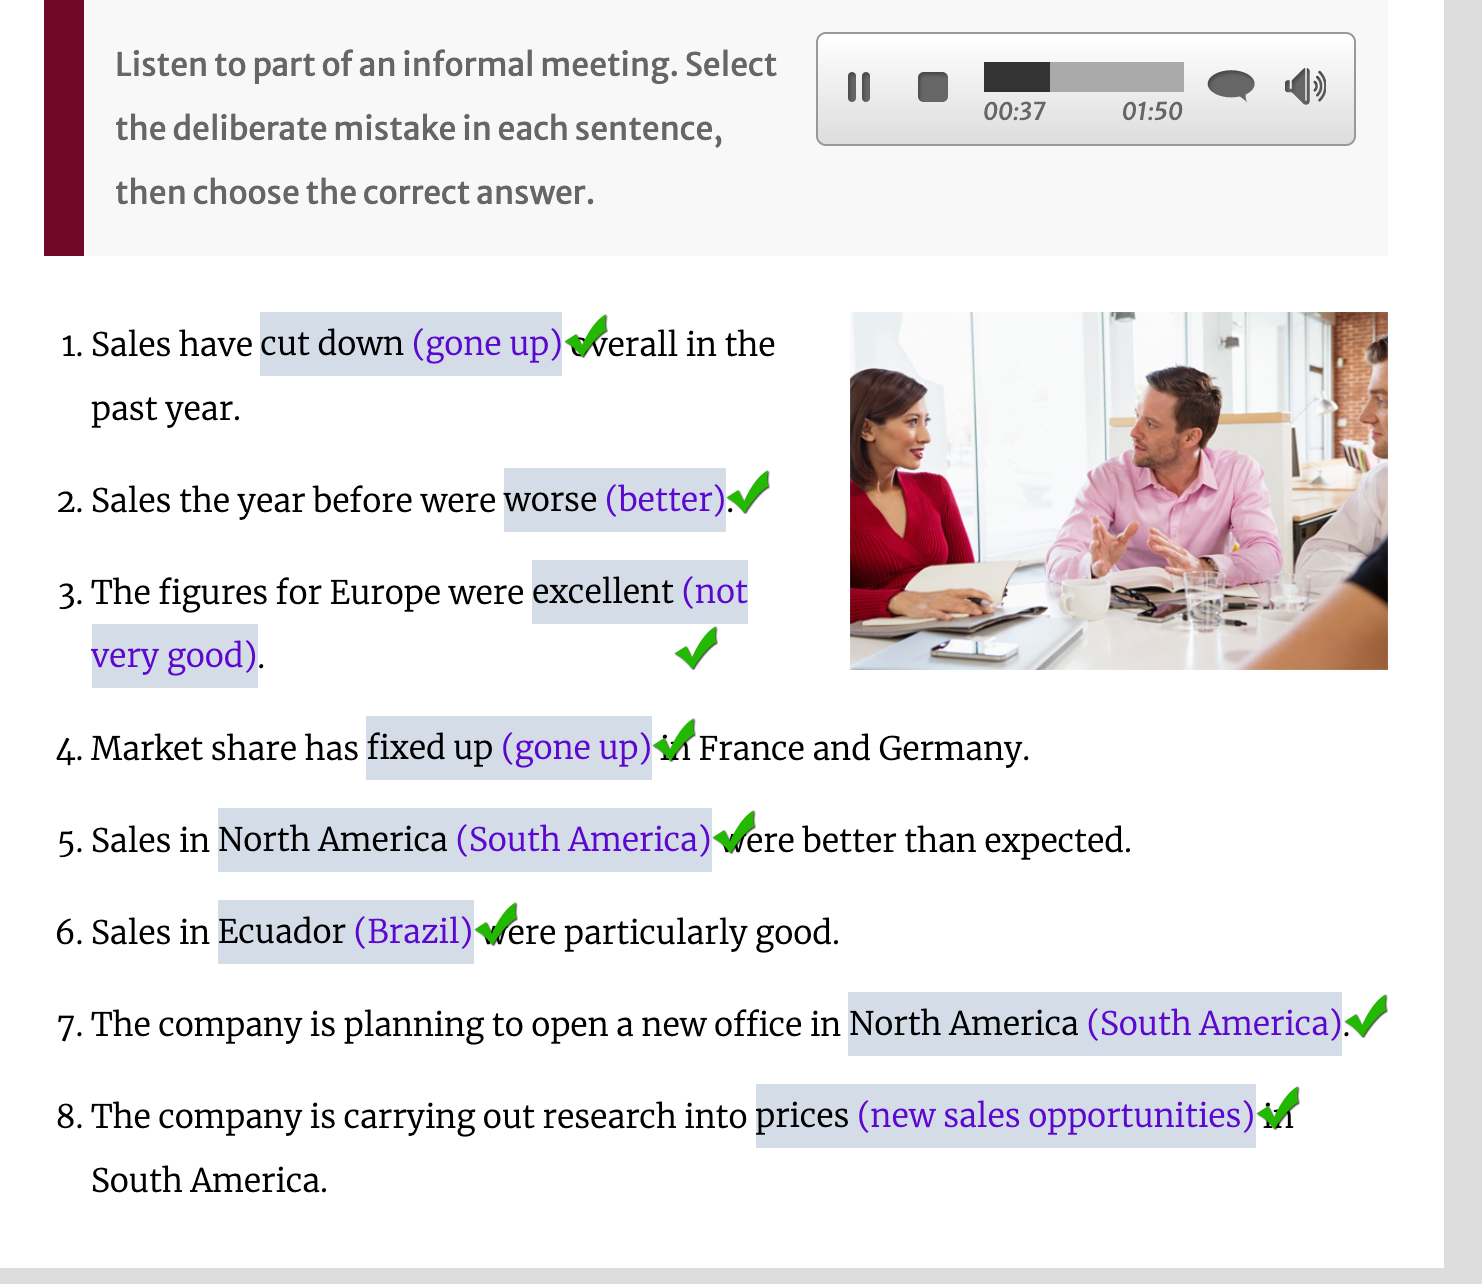 Listen to part of an informal meeting. Select
the deliberate mistake in each sentence,
then choose the correct answer.
00:37 01:50
1. Sales have cut down (gone up) overall in the
past year.
2. Sales the year before were worse (better).
3. The figures for Europe were excellent (not
very good).
4. Market share has fixed up (gone up) in France and Germany.
5. Sales in North America (South America) were better than expected.
6. Sales in Ecuador (Brazil) were particularly good.
7. The company is planning to open a new office in North America (South America).
8. The company is carrying out research into prices (new sales opportunities) in
South America.